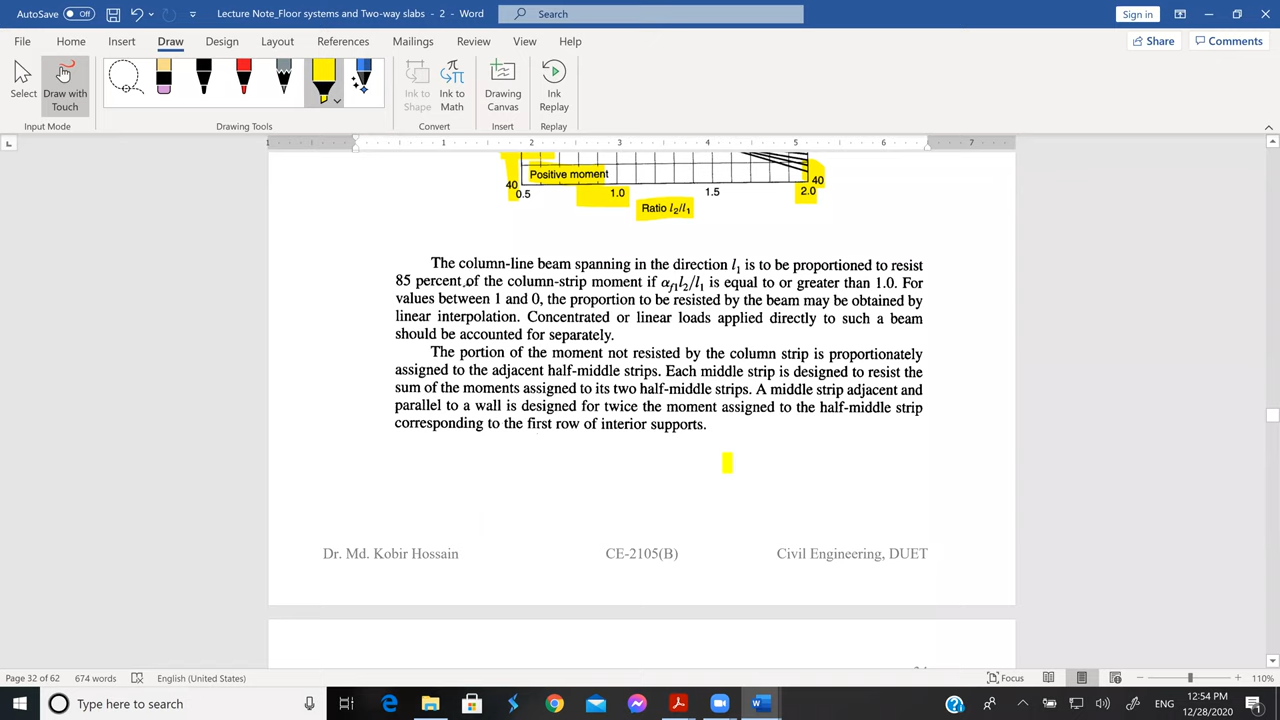 AutoSave Off
Lecture Note_Floor systems and Two-way slabs - 2 - Word
Search
Sign in
File Home Insert Draw Design Layout References Mailings Review View Help
Share Comments
Select
Draw with Touch
Ink to Shape
Ink to Math
Drawing Canvas
Ink Replay
Input Mode
Drawing Tools
Convert
Insert
Replay
1 1 2 3 4 5 6 7
Positive moment
40 40
0.5 1.0 1.5 2.0
Ratio l2/l1
The column-line beam spanning in the direction l1 is to be proportioned to resist
85 percent of the column-strip moment if αf1l2/l1 is equal to or greater than 1.0. For
values between 1 and 0, the proportion to be resisted by the beam may be obtained by
linear interpolation. Concentrated or linear loads applied directly to such a beam
should be accounted for separately.
The portion of the moment not resisted by the column strip is proportionately
assigned to the adjacent half-middle strips. Each middle strip is designed to resist the
sum of the moments assigned to its two half-middle strips. A middle strip adjacent and
parallel to a wall is designed for twice the moment assigned to the half-middle strip
corresponding to the first row of interior supports.
Dr. Md. Kobir Hossain CE-2105(B) Civil Engineering, DUET
Page 32 of 62 674 words English (United States)
Focus
110%
Type here to search
12:54 PM
12/28/2020